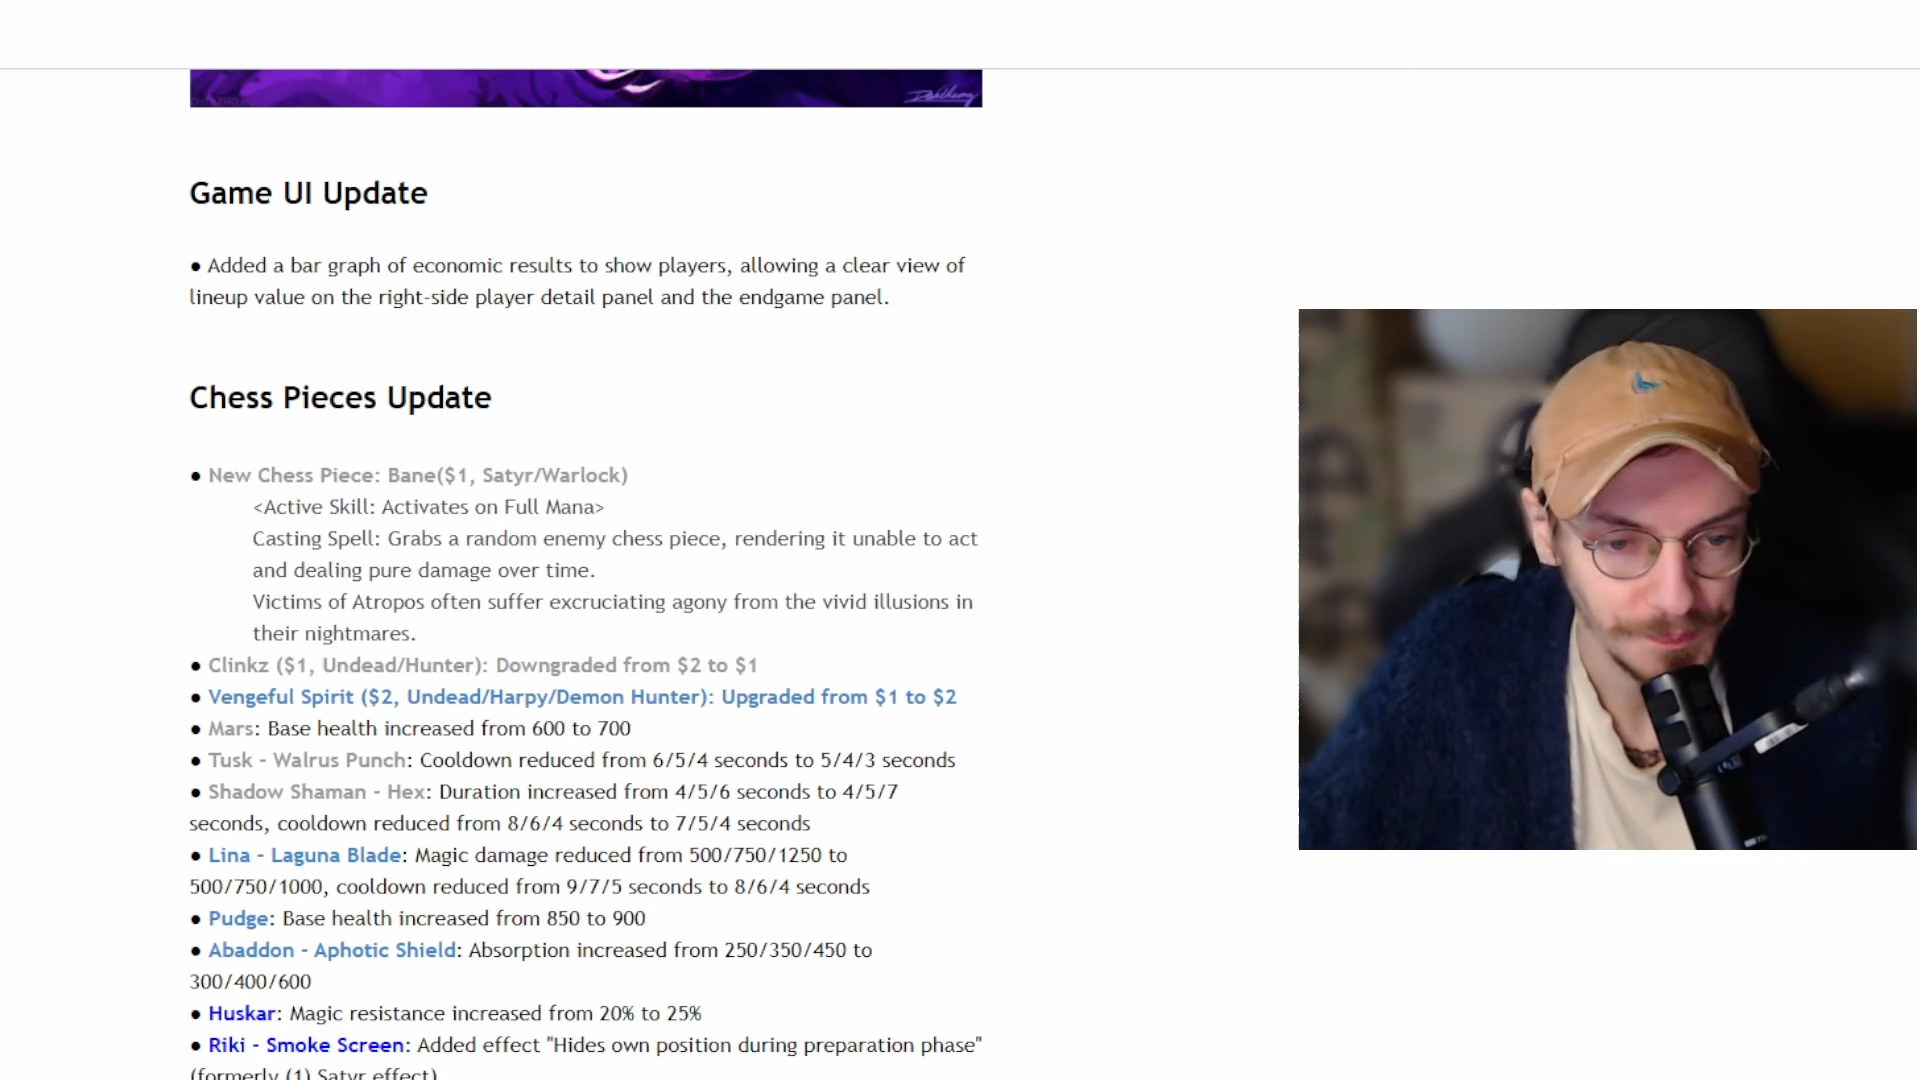 Game UI Update
● Added a bar graph of economic results to show players, allowing a clear view of
lineup value on the right-side player detail panel and the endgame panel.
Chess Pieces Update
● New Chess Piece: Bane($1, Satyr/Warlock)
<Active Skill: Activates on Full Mana>
Casting Spell: Grabs a random enemy chess piece, rendering it unable to act
and dealing pure damage over time.
Victims of Atropos often suffer excruciating agony from the vivid illusions in
their nightmares.
● Clinkz ($1, Undead/Hunter): Downgraded from $2 to $1
● Vengeful Spirit ($2, Undead/Harpy/Demon Hunter): Upgraded from $1 to $2
● Mars: Base health increased from 600 to 700
● Tusk - Walrus Punch: Cooldown reduced from 6/5/4 seconds to 5/4/3 seconds
● Shadow Shaman - Hex: Duration increased from 4/5/6 seconds to 4/5/7
seconds, cooldown reduced from 8/6/4 seconds to 7/5/4 seconds
● Lina - Laguna Blade: Magic damage reduced from 500/750/1250 to
500/750/1000, cooldown reduced from 9/7/5 seconds to 8/6/4 seconds
● Pudge: Base health increased from 850 to 900
● Abaddon - Aphotic Shield: Absorption increased from 250/350/450 to
300/400/600
● Huskar: Magic resistance increased from 20% to 25%
● Riki - Smoke Screen: Added effect "Hides own position during preparation phase"
(formerly (1) Satyr effect)